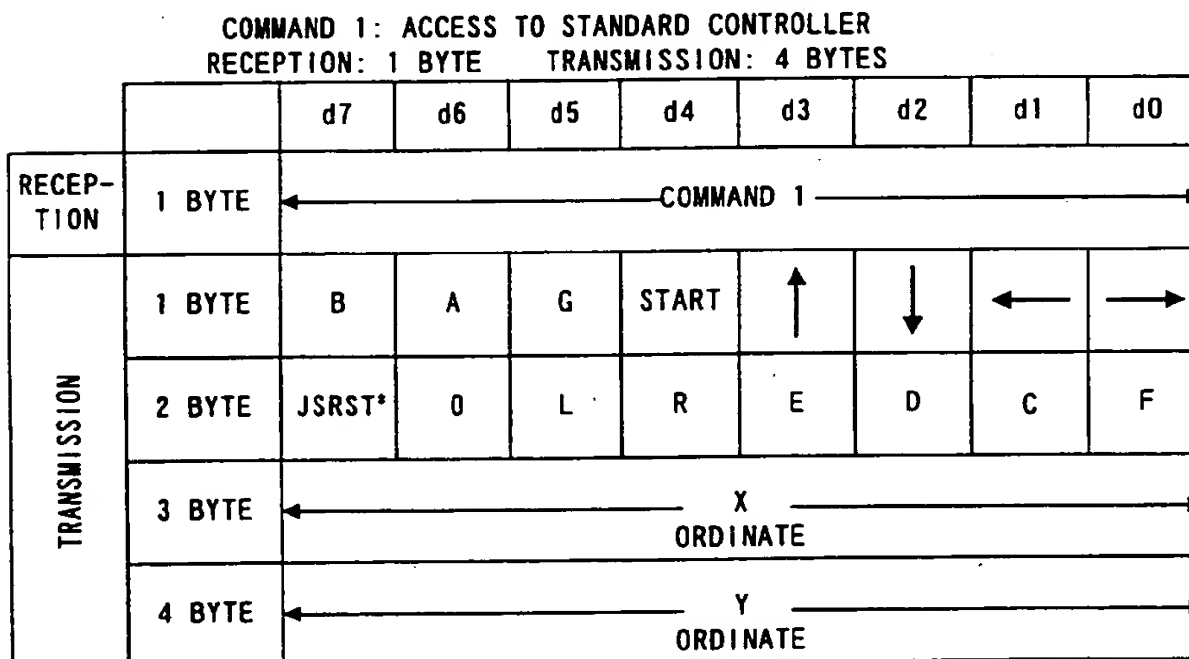 COMMAND 1: ACCESS TO STANDARD CONTROLLER
RECEPTION: 1 BYTE TRANSMISSION: 4 BYTES
d7 d6 d5 d4 d3 d2 d1 d0
RECEP-
TION
1 BYTE COMMAND 1
TRANSMISSION
1 BYTE B A G START ↑ ↓ ← →
2 BYTE JSRST* 0 L R E D C F
3 BYTE X
ORDINATE
4 BYTE Y
ORDINATE